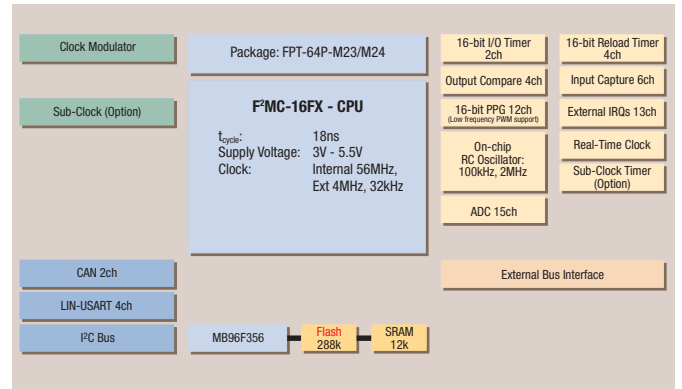 Clock Modulator
Sub-Clock (Option)
Package: FPT-64P-M23/M24
F²MC-16FX - CPU
tcycle: 18ns
Supply Voltage: 3V - 5.5V
Clock: Internal 56MHz,
Ext 4MHz, 32kHz
16-bit I/O Timer
2ch
16-bit Reload Timer
4ch
Output Compare 4ch
Input Capture 6ch
16-bit PPG 12ch
(Low frequency PWM support)
External IRQs 13ch
On-chip
RC Oscillator:
100kHz, 2MHz
Real-Time Clock
Sub-Clock Timer
(Option)
ADC 15ch
CAN 2ch
LIN-USART 4ch
I²C Bus
External Bus Interface
MB96F356
Flash
288k
SRAM
12k